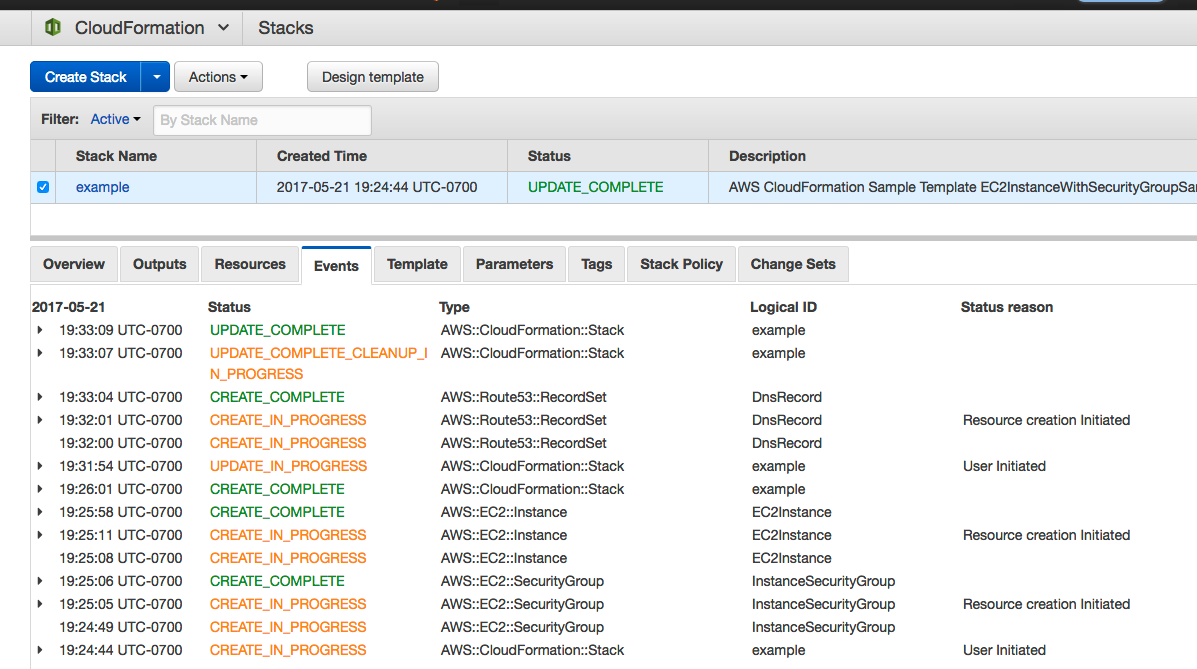 CloudFormation Stacks
Create Stack Actions Design template
Filter: Active By Stack Name
Stack Name Created Time Status Description
example 2017-05-21 19:24:44 UTC-0700 UPDATE_COMPLETE AWS CloudFormation Sample Template EC2InstanceWithSecurityGroupSa
Overview Outputs Resources Events Template Parameters Tags Stack Policy Change Sets
2017-05-21 Status Type Logical ID Status reason
19:33:09 UTC-0700 UPDATE_COMPLETE AWS::CloudFormation::Stack example
19:33:07 UTC-0700 UPDATE_COMPLETE_CLEANUP_I AWS::CloudFormation::Stack example
N_PROGRESS
19:33:04 UTC-0700 CREATE_COMPLETE AWS::Route53::RecordSet DnsRecord
19:32:01 UTC-0700 CREATE_IN_PROGRESS AWS::Route53::RecordSet DnsRecord Resource creation Initiated
19:32:00 UTC-0700 CREATE_IN_PROGRESS AWS::Route53::RecordSet DnsRecord
19:31:54 UTC-0700 UPDATE_IN_PROGRESS AWS::CloudFormation::Stack example User Initiated
19:26:01 UTC-0700 CREATE_COMPLETE AWS::CloudFormation::Stack example
19:25:58 UTC-0700 CREATE_COMPLETE AWS::EC2::Instance EC2Instance
19:25:11 UTC-0700 CREATE_IN_PROGRESS AWS::EC2::Instance EC2Instance Resource creation Initiated
19:25:08 UTC-0700 CREATE_IN_PROGRESS AWS::EC2::Instance EC2Instance
19:25:06 UTC-0700 CREATE_COMPLETE AWS::EC2::SecurityGroup InstanceSecurityGroup
19:25:05 UTC-0700 CREATE_IN_PROGRESS AWS::EC2::SecurityGroup InstanceSecurityGroup Resource creation Initiated
19:24:49 UTC-0700 CREATE_IN_PROGRESS AWS::EC2::SecurityGroup InstanceSecurityGroup
19:24:44 UTC-0700 CREATE_IN_PROGRESS AWS::CloudFormation::Stack example User Initiated